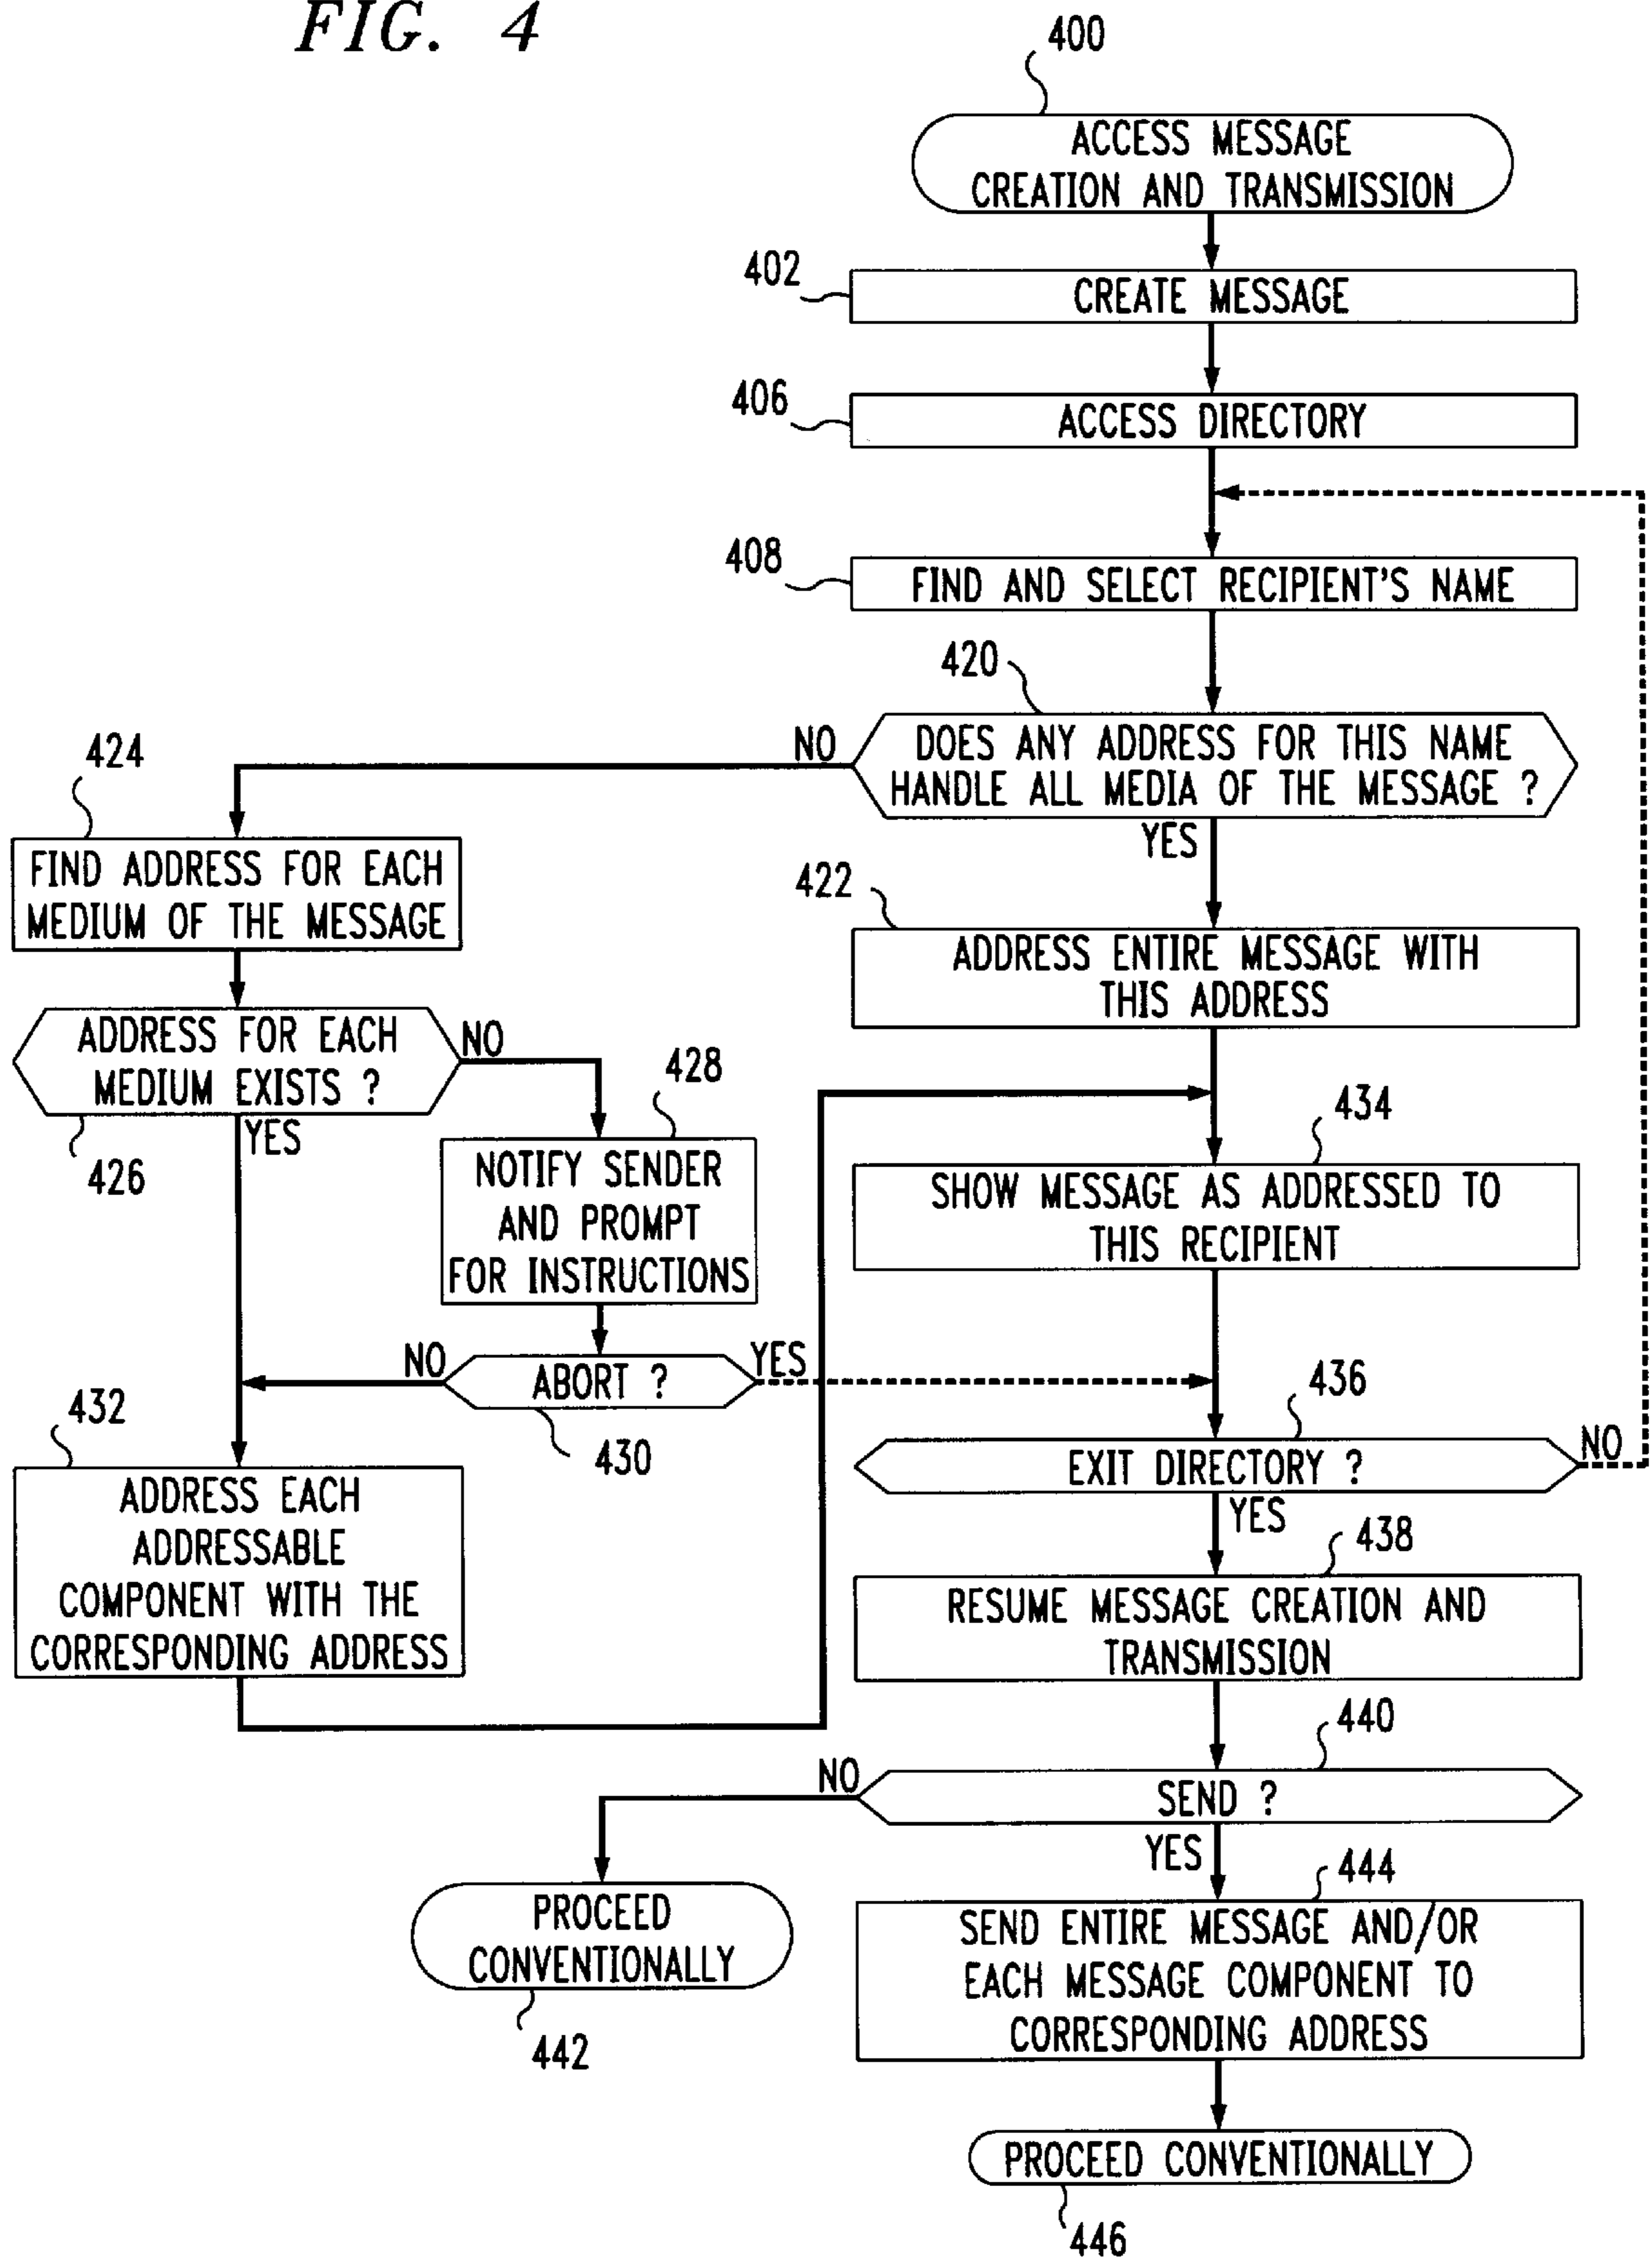 FIG. 4
400
ACCESS MESSAGE
CREATION AND TRANSMISSION
402
CREATE MESSAGE
406
ACCESS DIRECTORY
408
FIND AND SELECT RECIPIENT'S NAME
420
NO
DOES ANY ADDRESS FOR THIS NAME
HANDLE ALL MEDIA OF THE MESSAGE ?
YES
424
FIND ADDRESS FOR EACH
MEDIUM OF THE MESSAGE
422
ADDRESS ENTIRE MESSAGE WITH
THIS ADDRESS
ADDRESS FOR EACH
MEDIUM EXISTS ?
NO
YES
426
428
NOTIFY SENDER
AND PROMPT
FOR INSTRUCTIONS
434
SHOW MESSAGE AS ADDRESSED TO
THIS RECIPIENT
NO
ABORT ?
YES
430
432
ADDRESS EACH
ADDRESSABLE
COMPONENT WITH THE
CORRESPONDING ADDRESS
436
EXIT DIRECTORY ?
NO
YES
438
RESUME MESSAGE CREATION AND
TRANSMISSION
440
NO
SEND ?
YES
PROCEED
CONVENTIONALLY
442
444
SEND ENTIRE MESSAGE AND/OR
EACH MESSAGE COMPONENT TO
CORRESPONDING ADDRESS
PROCEED CONVENTIONALLY
446